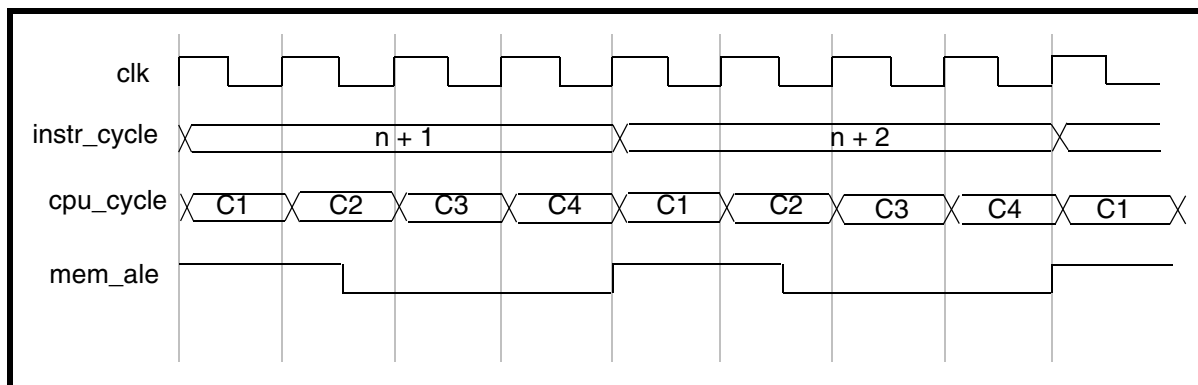 clk
instr_cycle n + 1 n + 2
cpu_cycle C1 C2 C3 C4 C1 C2 C3 C4 C1
mem_ale